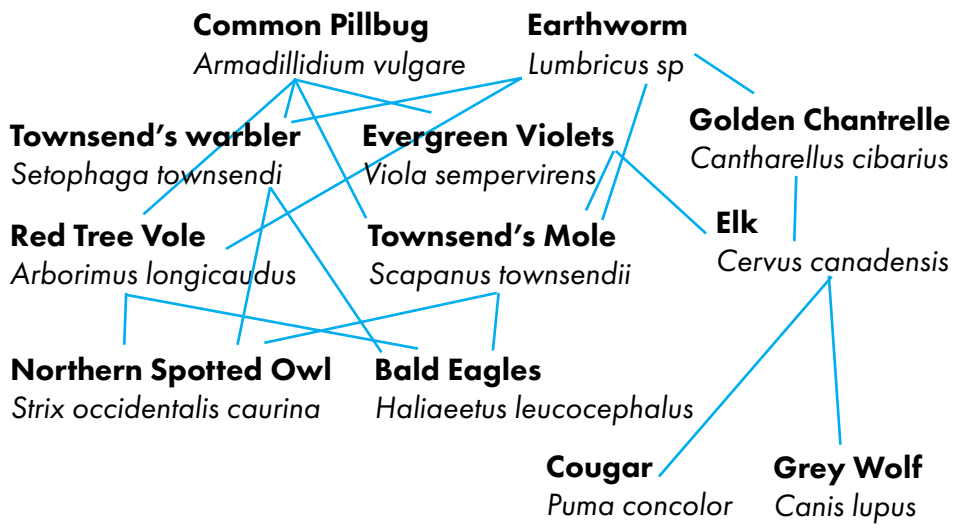 Common Pillbug
Armadillidium vulgare
Earthworm
Lumbricus sp
Townsend's warbler
Setophaga townsendi
Evergreen Violets
Viola sempervirens
Golden Chantrelle
Cantharellus cibarius
Red Tree Vole
Arborimus longicaudus
Townsend's Mole
Scapanus townsendii
Elk
Cervus canadensis
Northern Spotted Owl
Strix occidentalis caurina
Bald Eagles
Haliaeetus leucocephalus
Cougar
Puma concolor
Grey Wolf
Canis lupus